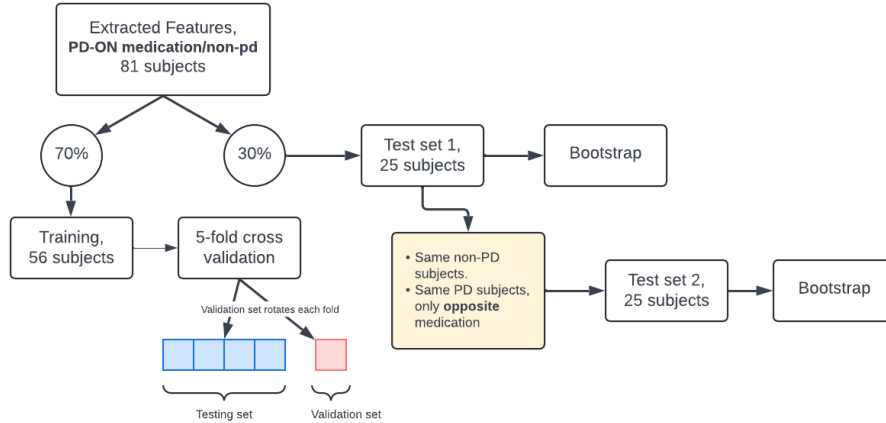 Extracted Features,
PD-ON medication/non-pd
81 subjects
70%
30%
Test set 1,
25 subjects
Bootstrap
Training,
56 subjects
5-fold cross
validation
• Same non-PD
subjects.
• Same PD subjects,
only opposite
medication
Test set 2,
25 subjects
Bootstrap
Validation set rotates each fold
Testing set
Validation set